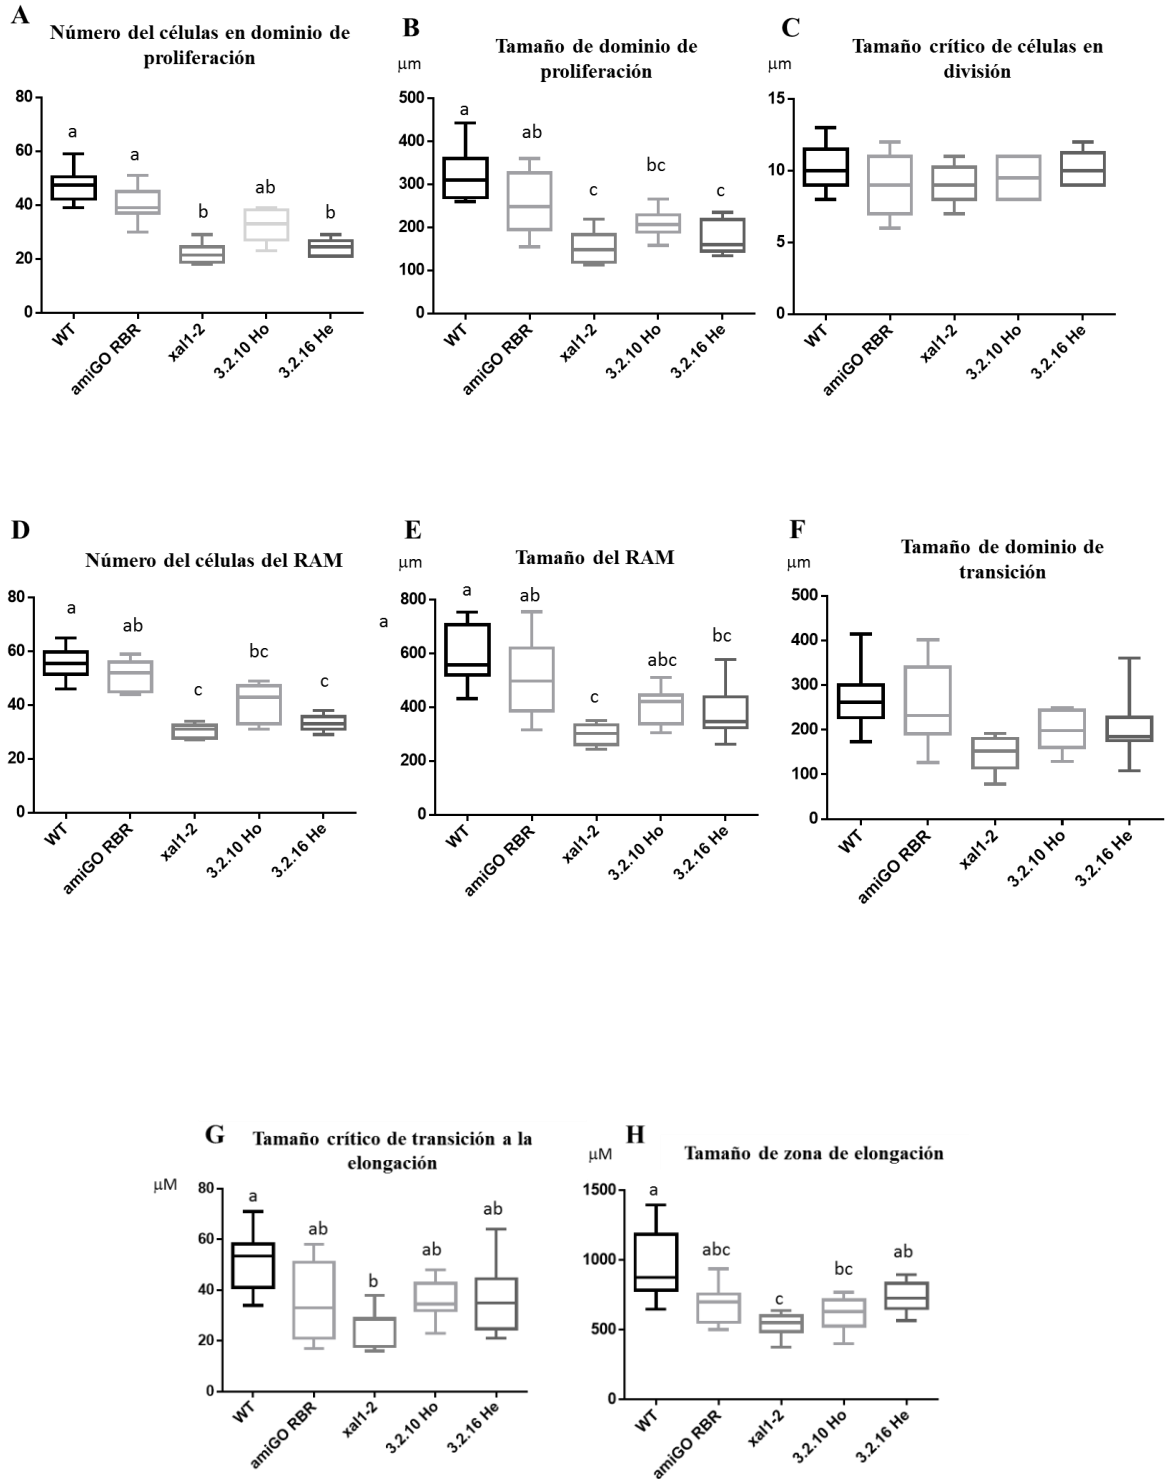 A
Número del células en dominio de
proliferación
80
60
40
20
0
a
a
b
ab
b
WT
amiGO RBR
xal1-2
3.2.10 Ho
3.2.16 He
B
Tamaño de dominio de
proliferación
µm
500
400
300
200
100
0
a
ab
c
bc
c
WT
amiGO RBR
xal1-2
3.2.10 Ho
3.2.16 He
C
Tamaño crítico de células en
división
µm
15
10
5
0
WT
amiGO RBR
xal1-2
3.2.10 Ho
3.2.16 He
D
Número del células del RAM
80
60
40
20
0
a
ab
c
bc
c
WT
amiGO RBR
xal1-2
3.2.10 Ho
3.2.16 He
E
Tamaño del RAM
µm
a
800
600
400
200
0
a
ab
c
abc
bc
WT
amiGO RBR
xal1-2
3.2.10 Ho
3.2.16 He
F
Tamaño de dominio de
transición
µm
500
400
300
200
100
0
WT
amiGO RBR
xal1-2
3.2.10 Ho
3.2.16 He
G
Tamaño crítico de transición a la
elongación
µM
80
60
40
20
0
a
ab
b
ab
ab
WT
amiGO RBR
xal1-2
3.2.10 Ho
3.2.16 He
H
Tamaño de zona de elongación
µM
1500
1000
500
0
a
abc
c
bc
ab
WT
amiGO RBR
xal1-2
3.2.10 Ho
3.2.16 He